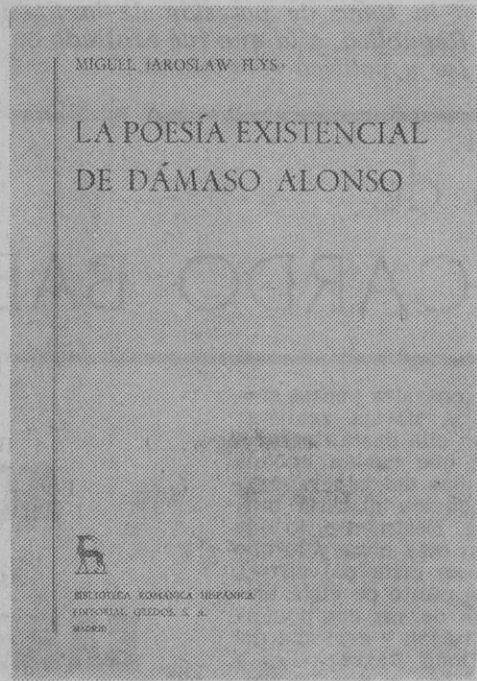 MIGUEL JAROSLAW FLYS
LA POESÍA EXISTENCIAL
DE DÁMASO ALONSO
BIBLIOTECA ROMÁNICA HISPÁNICA
EDITORIAL GREDOS, S. A.
MADRID